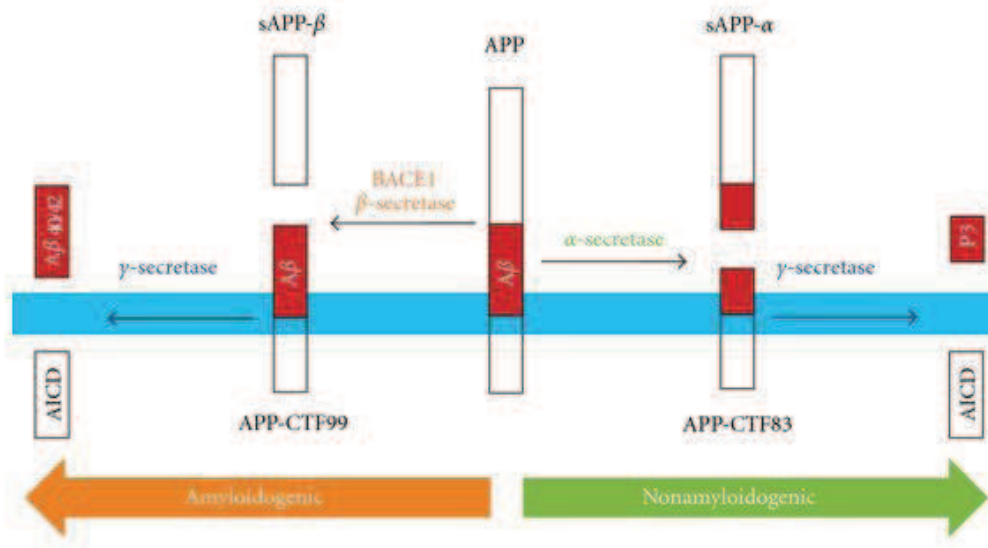 sAPP-β
APP
sAPP-α
BACE1
β-secretase
α-secretase
Aβ 40/42
γ-secretase
Aβ
Aβ
γ-secretase
P3
AICD
APP-CTF99
APP-CTF83
AICD
Amyloidogenic
Nonamyloidogenic